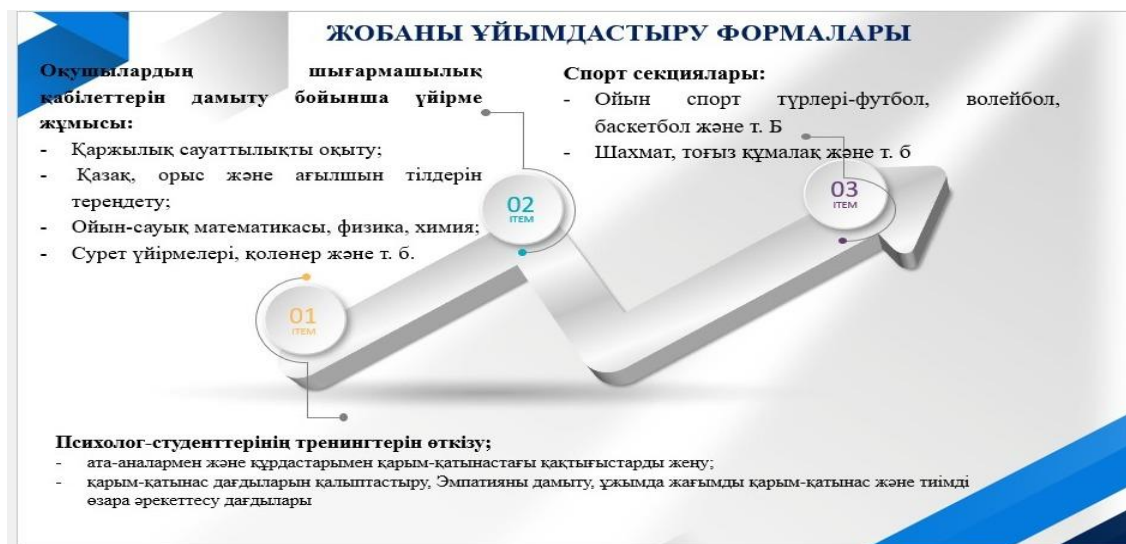 ЖОБАНЫ ҰЙЫМДАСТЫРУ ФОРМАЛАРЫ
Оқушылардың шығармашылық
қабілеттерін дамыту бойынша үйірме
жұмысы:
- Қаржылық сауаттылықты оқыту;
- Қазақ, орыс және ағылшын тілдерін
тереңдету;
- Ойын-сауық математикасы, физика, химия;
- Сурет үйірмелері, қолөнер және т. б.
Спорт секциялары:
- Ойын спорт түрлері-футбол, волейбол,
баскетбол және т. Б
- Шахмат, тоғыз құмалақ және т. б
01
ITEM
02
ITEM
03
ITEM
Психолог-студенттерінің тренингтерін өткізу;
- ата-аналармен және құрдастарымен қарым-қатынастағы қақтығыстарды жеңу;
- қарым-қатынас дағдыларын қалыптастыру, Эмпатияны дамыту, ұжымда жағымды қарым-қатынас және тиімді
өзара әрекеттесу дағдылары